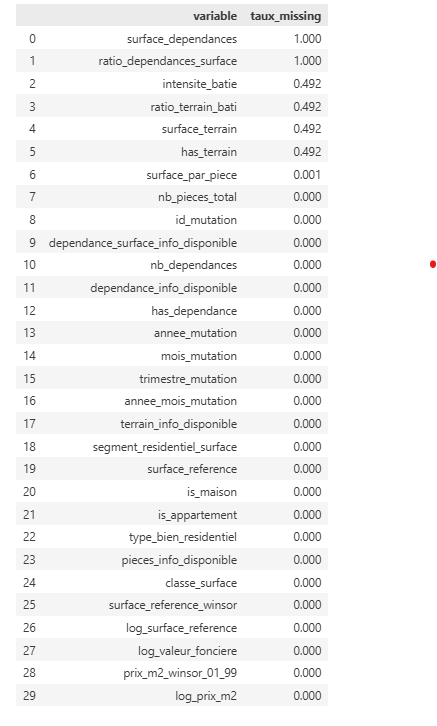 variable taux_missing
0 surface_dependances 1.000
1 ratio_dependances_surface 1.000
2 intensite_batie 0.492
3 ratio_terrain_bati 0.492
4 surface_terrain 0.492
5 has_terrain 0.492
6 surface_par_piece 0.001
7 nb_pieces_total 0.000
8 id_mutation 0.000
9 dependance_surface_info_disponible 0.000
10 nb_dependances 0.000
11 dependance_info_disponible 0.000
12 has_dependance 0.000
13 annee_mutation 0.000
14 mois_mutation 0.000
15 trimestre_mutation 0.000
16 annee_mois_mutation 0.000
17 terrain_info_disponible 0.000
18 segment_residentiel_surface 0.000
19 surface_reference 0.000
20 is_maison 0.000
21 is_appartement 0.000
22 type_bien_residentiel 0.000
23 pieces_info_disponible 0.000
24 classe_surface 0.000
25 surface_reference_winsor 0.000
26 log_surface_reference 0.000
27 log_valeur_fonciere 0.000
28 prix_m2_winsor_01_99 0.000
29 log_prix_m2 0.000